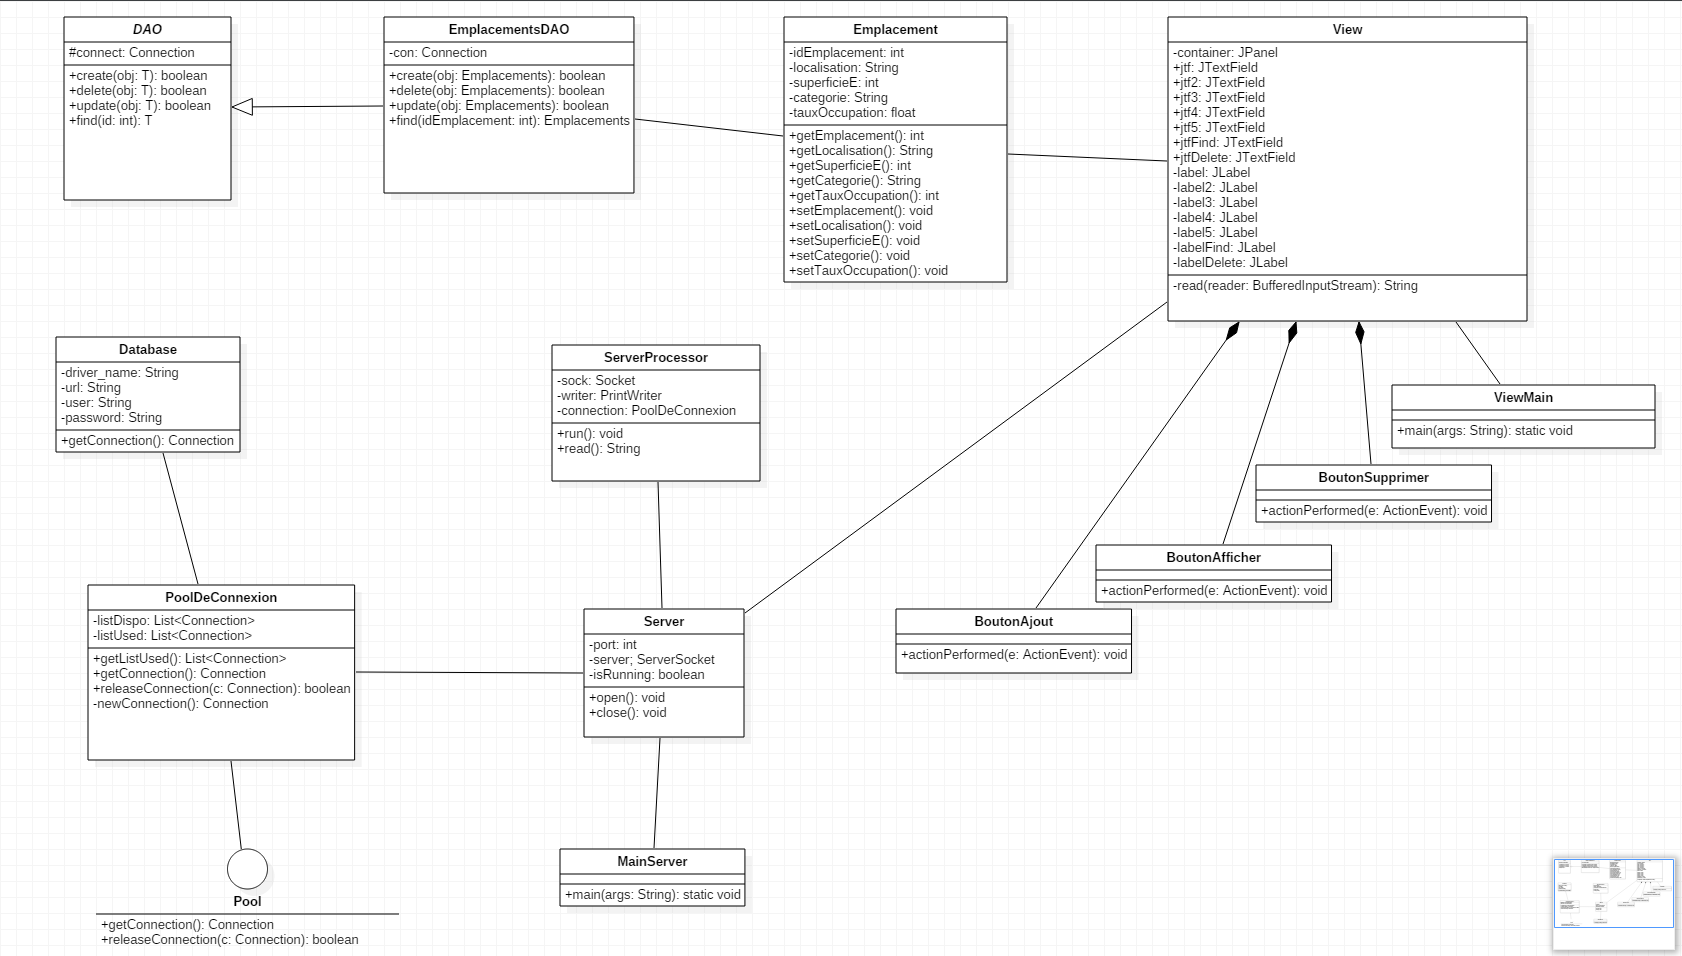 DAO
#connect: Connection
+create(obj: T): boolean
+delete(obj: T): boolean
+update(obj: T): boolean
+find(id: int): T
EmplacementsDAO
-con: Connection
+create(obj: Emplacements): boolean
+delete(obj: Emplacements): boolean
+update(obj: Emplacements): boolean
+find(idEmplacement: int): Emplacements
Emplacement
-idEmplacement: int
-localisation: String
-superficieE: int
-categorie: String
-tauxOccupation: float
+getEmplacement(): int
+getLocalisation(): String
+getSuperficieE(): int
+getCategorie(): String
+getTauxOccupation(): int
+setEmplacement(): void
+setLocalisation(): void
+setSuperficieE(): void
+setCategorie(): void
+setTauxOccupation(): void
View
-container: JPanel
+jtf: JTextField
+jtf2: JTextField
+jtf3: JTextField
+jtf4: JTextField
+jtf5: JTextField
+jtfFind: JTextField
+jtfDelete: JTextField
-label: JLabel
-label2: JLabel
-label3: JLabel
-label4: JLabel
-label5: JLabel
-labelFind: JLabel
-labelDelete: JLabel
-read(reader: BufferedInputStream): String
Database
-driver_name: String
-url: String
-user: String
-password: String
+getConnection(): Connection
ServerProcessor
-sock: Socket
-writer: PrintWriter
-connection: PoolDeConnexion
+run(): void
+read(): String
ViewMain
+main(args: String): static void
BoutonSupprimer
+actionPerformed(e: ActionEvent): void
BoutonAfficher
+actionPerformed(e: ActionEvent): void
BoutonAjout
+actionPerformed(e: ActionEvent): void
PoolDeConnexion
-listDispo: List<Connection>
-listUsed: List<Connection>
+getListUsed(): List<Connection>
+getConnection(): Connection
+releaseConnection(c: Connection): boolean
-newConnection(): Connection
Server
-port: int
-server; ServerSocket
-isRunning: boolean
+open(): void
+close(): void
MainServer
+main(args: String): static void
Pool
+getConnection(): Connection
+releaseConnection(c: Connection): boolean